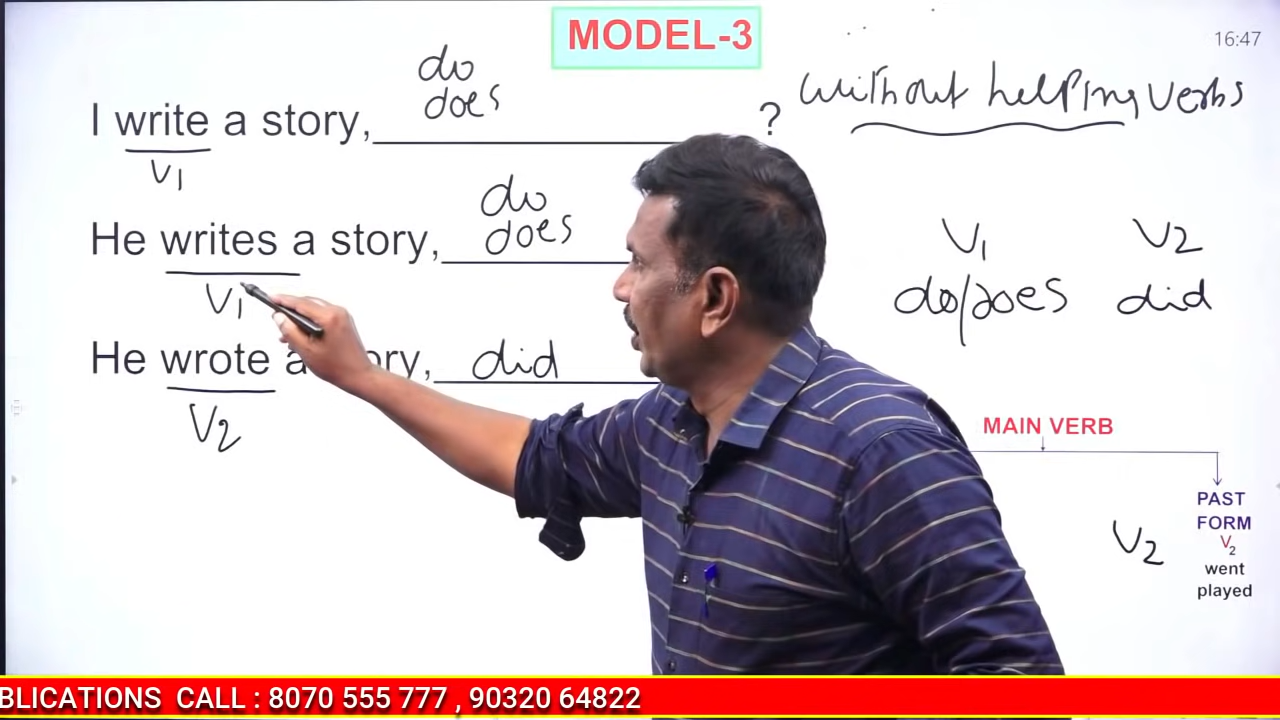 MODEL-3
16:47
do
does
I write a story, ?
V1
without helping verbs
do
does
He writes a story,
V1
V1 V2
do/does did
He wrote a story, did
V2
MAIN VERB
PAST
FORM
V2
V2
went
played
BLICATIONS CALL : 8070 555 777 , 90320 64822